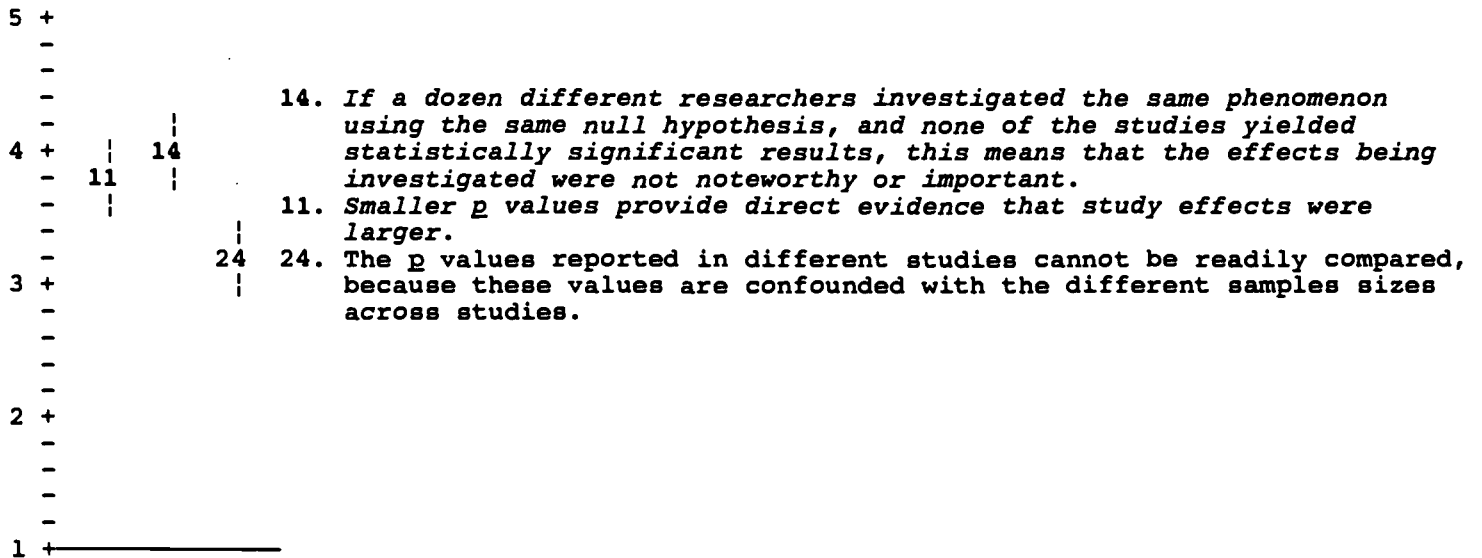 5 +
-
-
- 14. If a dozen different researchers investigated the same phenomenon
- ¦ using the same null hypothesis, and none of the studies yielded
4 + ¦ 14 statistically significant results, this means that the effects being
- 11 ¦ investigated were not noteworthy or important.
- ¦ 11. Smaller p values provide direct evidence that study effects were
- ¦ larger.
- 24 24. The p values reported in different studies cannot be readily compared,
3 + ¦ because these values are confounded with the different samples sizes
- across studies.
-
-
-
2 +
-
-
-
-
1 +